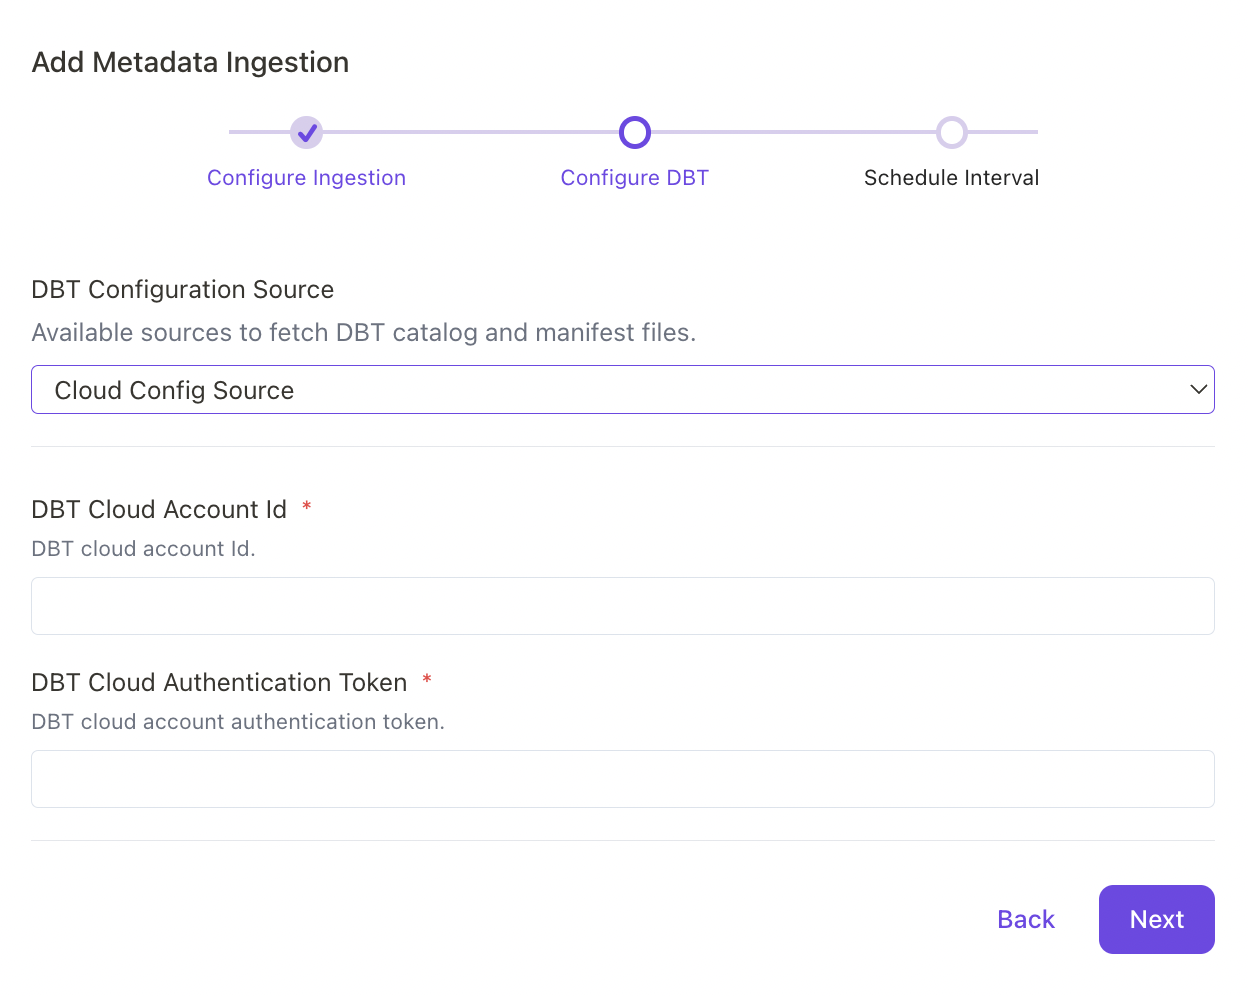 Add Metadata Ingestion
Configure Ingestion
Configure DBT
Schedule Interval
DBT Configuration Source
Available sources to fetch DBT catalog and manifest files.
Cloud Config Source
DBT Cloud Account Id *
DBT cloud account Id.
DBT Cloud Authentication Token *
DBT cloud account authentication token.
Back
Next